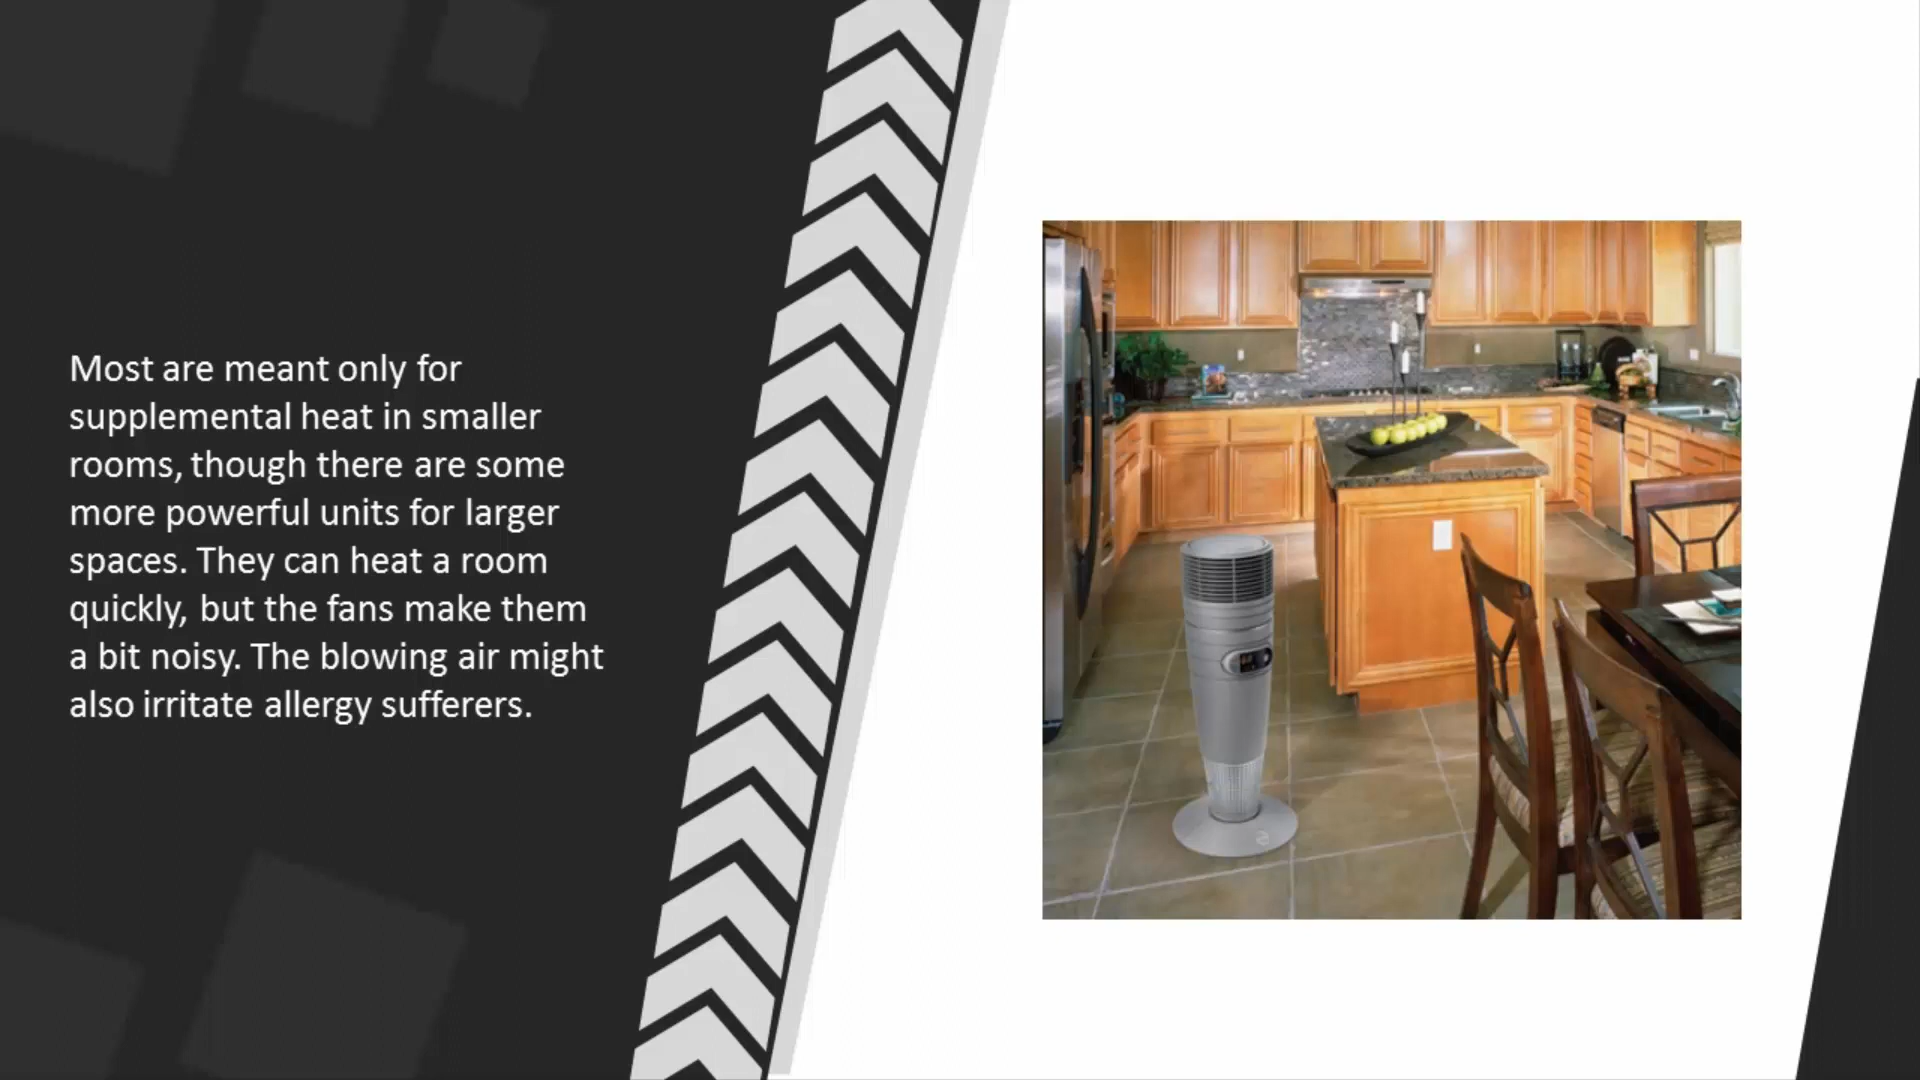 Most are meant only for
supplemental heat in smaller
rooms, though there are some
more powerful units for larger
spaces. They can heat a room
quickly, but the fans make them
a bit noisy. The blowing air might
also irritate allergy sufferers.